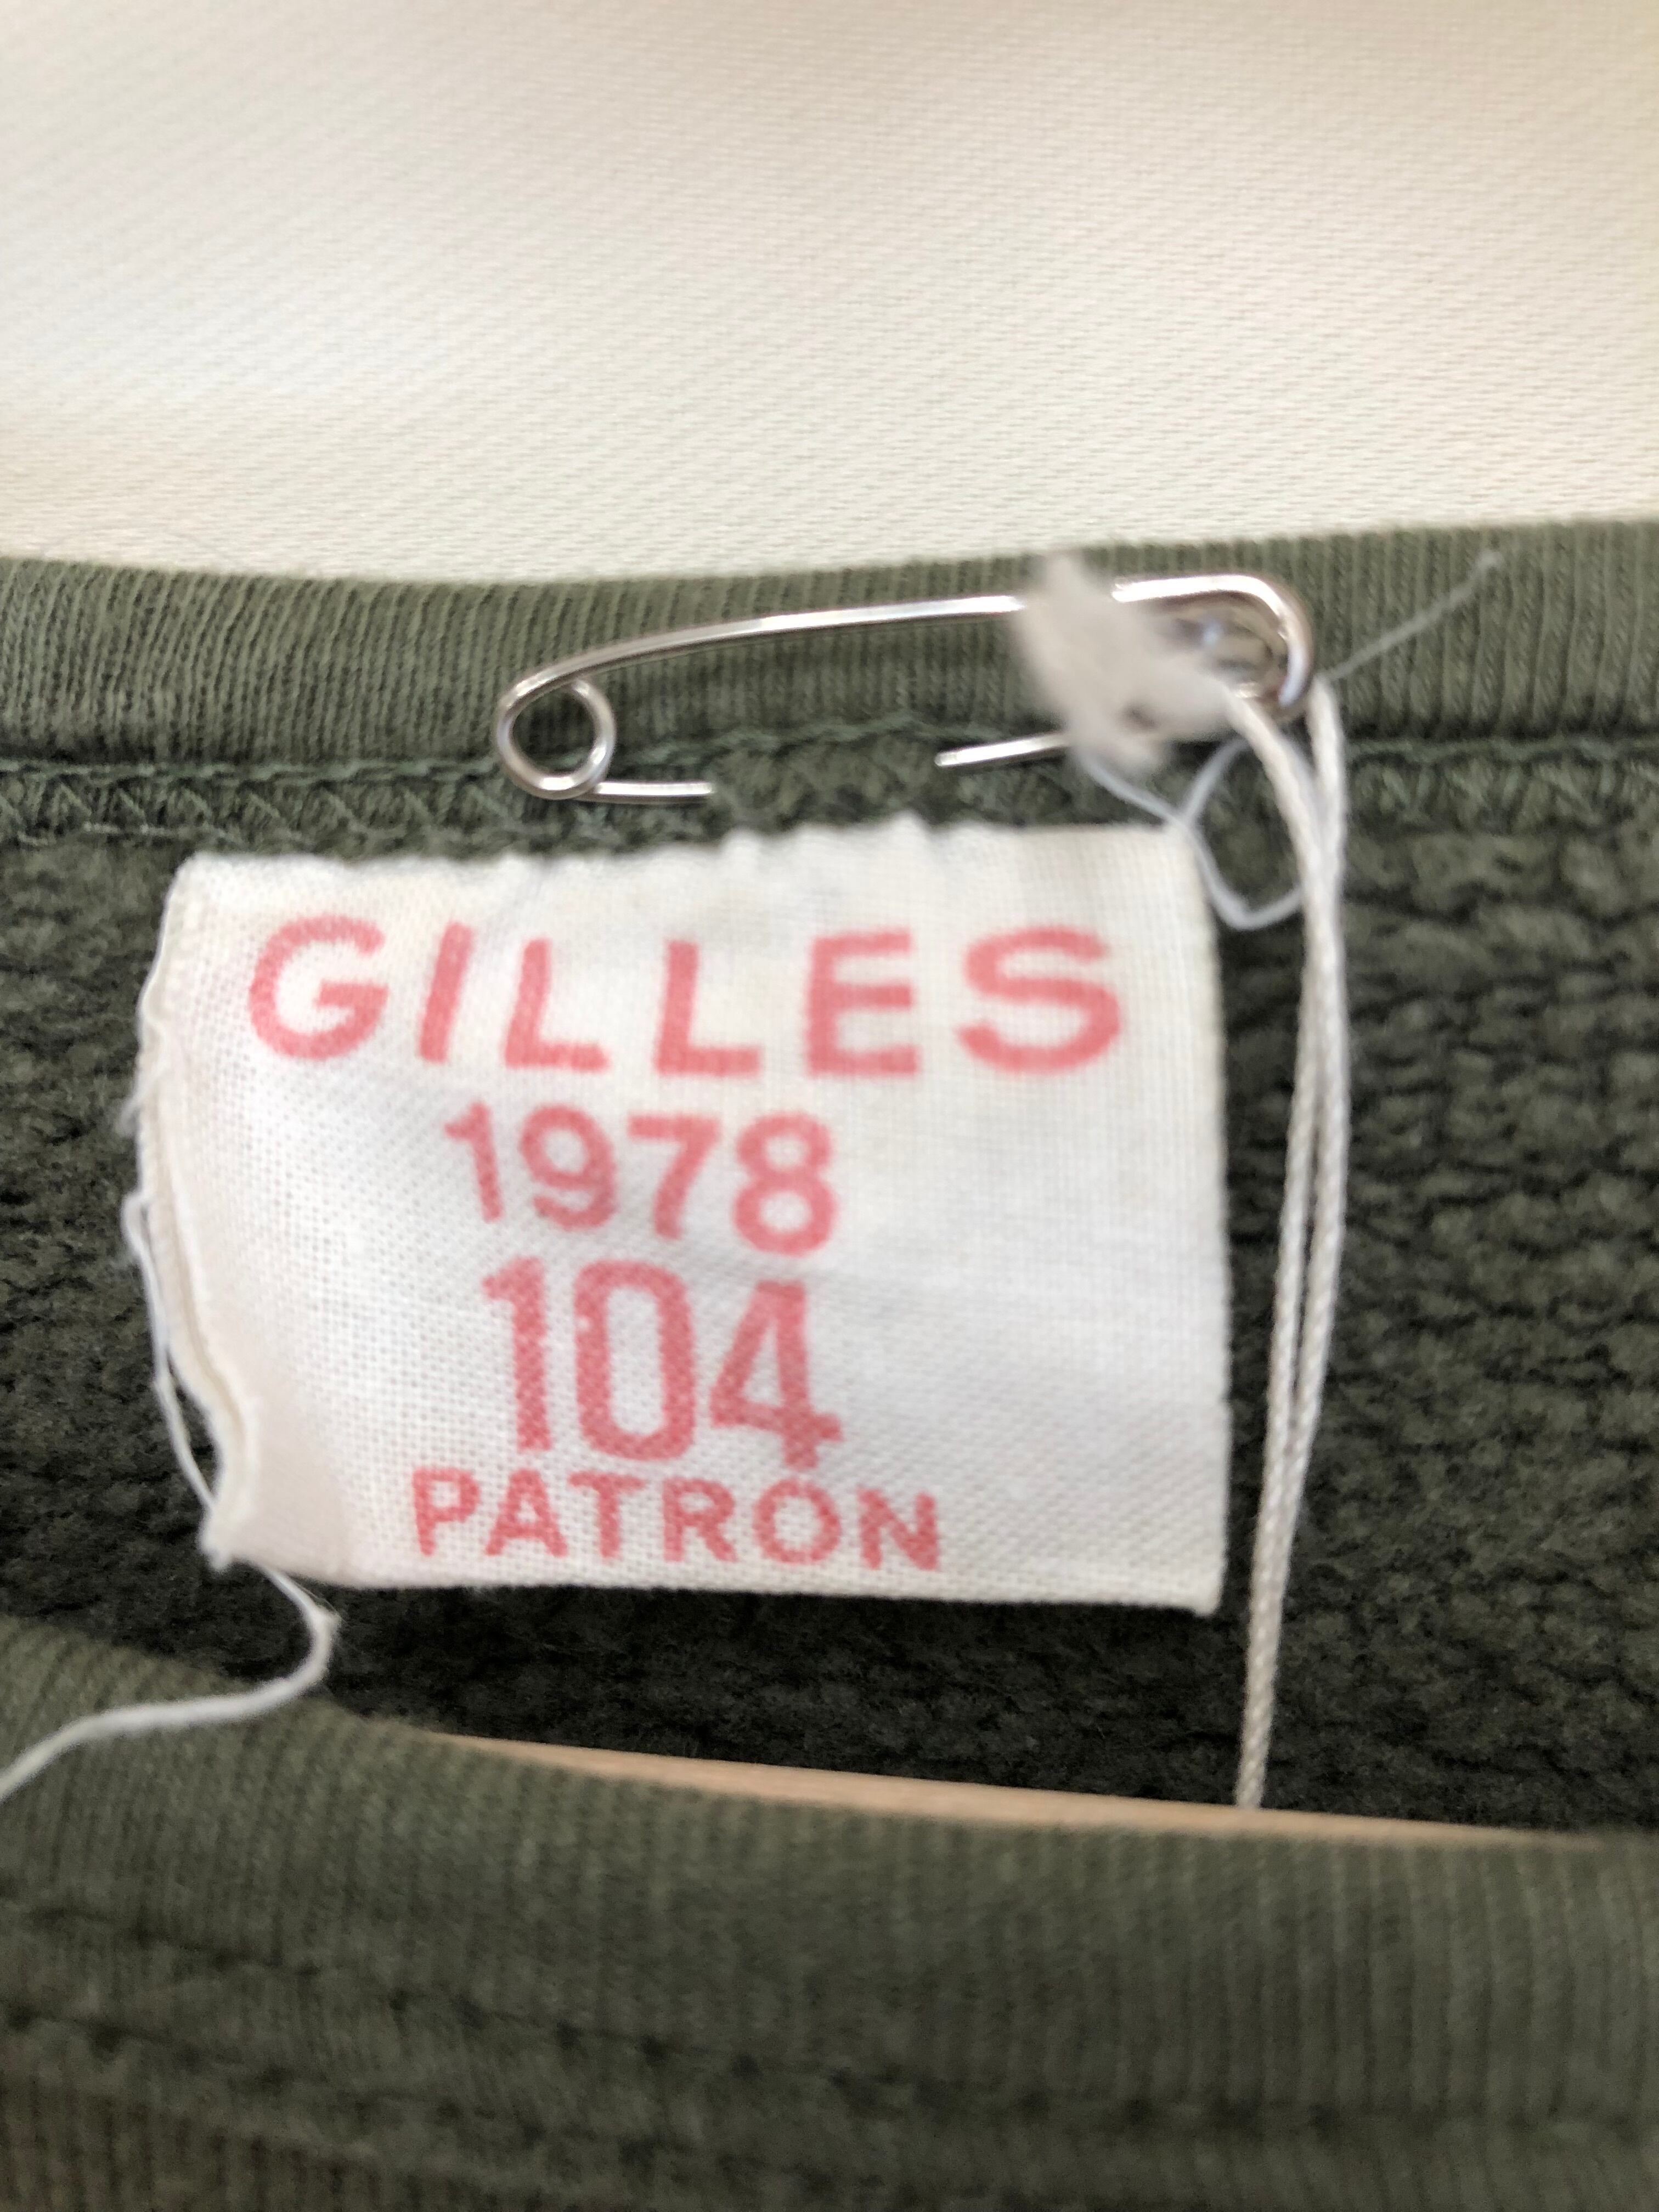 GILLES
1978
104
PATRON